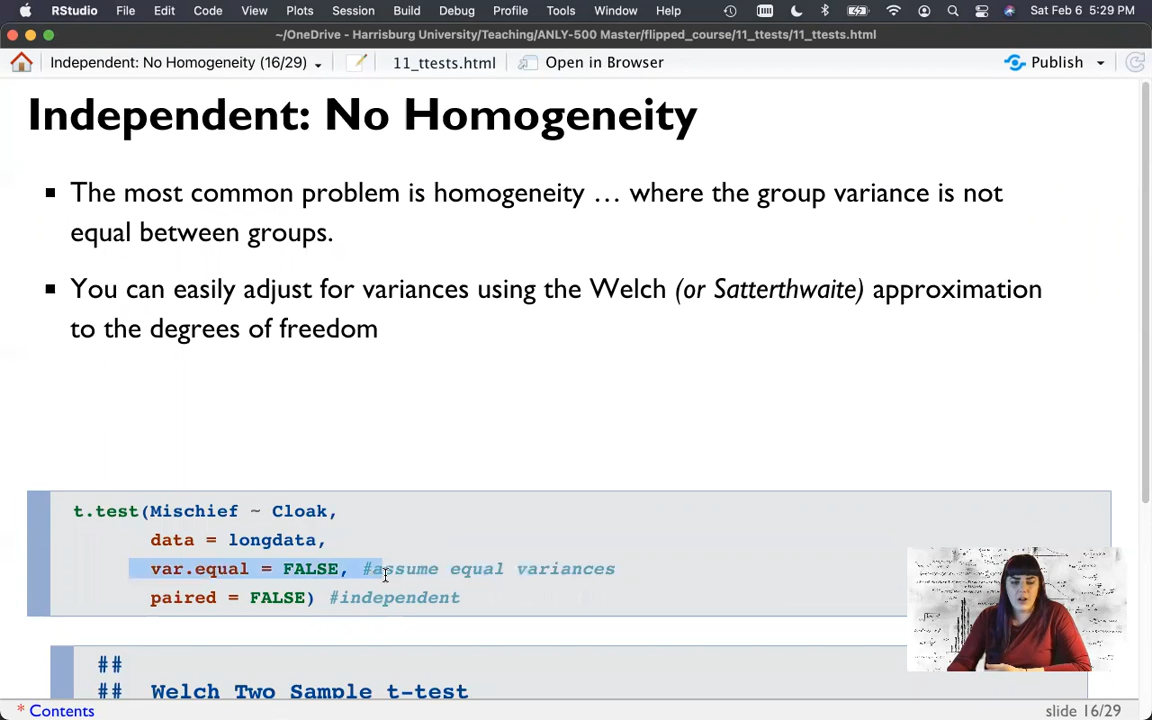 RStudio File Edit Code View Plots Session Build Debug Profile Tools Window Help Sat Feb 6 5:29 PM
~/OneDrive - Harrisburg University/Teaching/ANLY-500 Master/flipped_course/11_ttests/11_ttests.html
Independent: No Homogeneity (16/29) 11_ttests.html Open in Browser Publish
Independent: No Homogeneity
The most common problem is homogeneity … where the group variance is not
equal between groups.
You can easily adjust for variances using the Welch (or Satterthwaite) approximation
to the degrees of freedom
t.test(Mischief ~ Cloak,
data = longdata,
var.equal = FALSE, #assume equal variances
paired = FALSE) #independent
##
## Welch Two Sample t-test
* Contents
slide 16/29